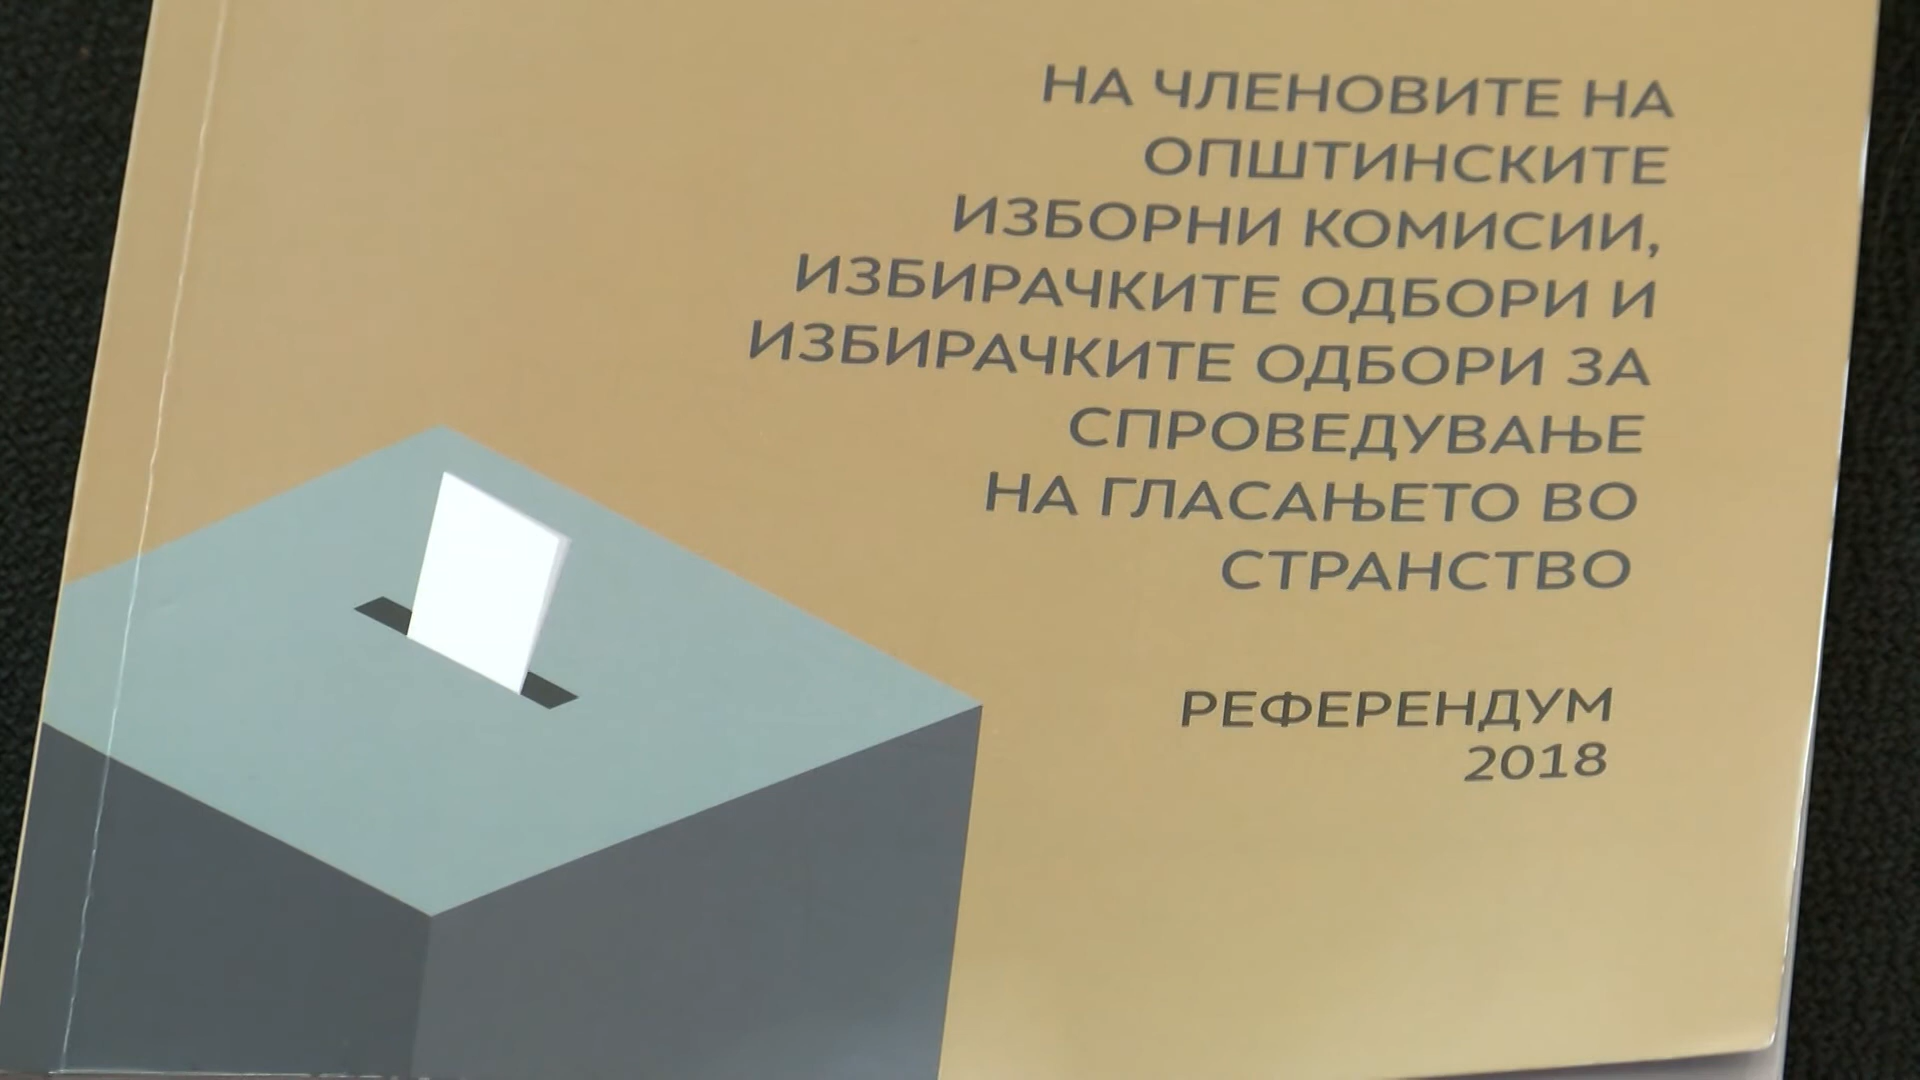 НА ЧЛЕНОВИТЕ НА
ОПШТИНСКИТЕ
ИЗБОРНИ КОМИСИИ,
ИЗБИРАЧКИТЕ ОДБОРИ И
ИЗБИРАЧКИТЕ ОДБОРИ ЗА
СПРОВЕДУВАЊЕ
НА ГЛАСАЊЕТО ВО
СТРАНСТВО
РЕФЕРЕНДУМ
2018